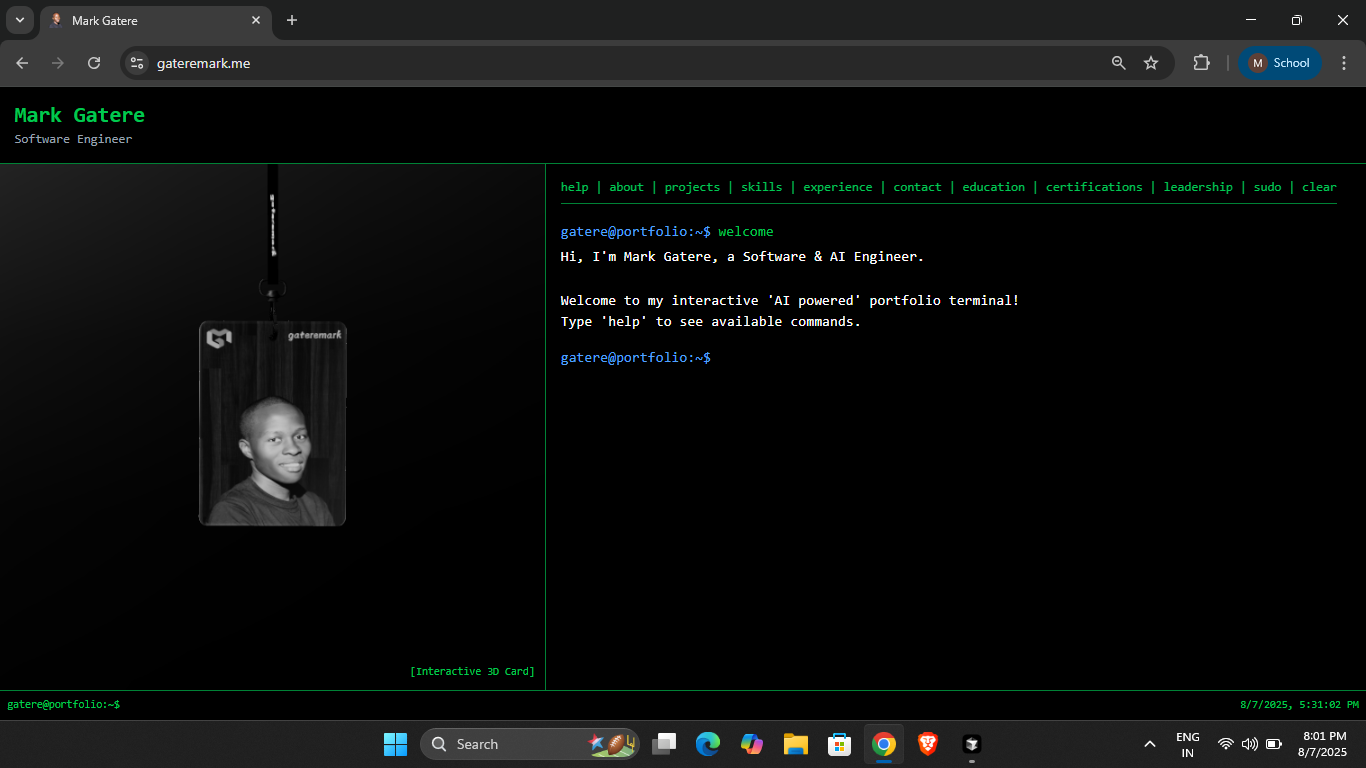 Mark Gatere
gateremark.me
School
M
Mark Gatere
Software Engineer
gateremark
[Interactive 3D Card]
help | about | projects | skills | experience | contact | education | certifications | leadership | sudo | clear
gatere@portfolio:~$ welcome
Hi, I'm Mark Gatere, a Software & AI Engineer.
Welcome to my interactive 'AI powered' portfolio terminal!
Type 'help' to see available commands.
gatere@portfolio:~$
gatere@portfolio:~$
8/7/2025, 5:31:02 PM
Search
ENG
IN
8:01 PM
8/7/2025